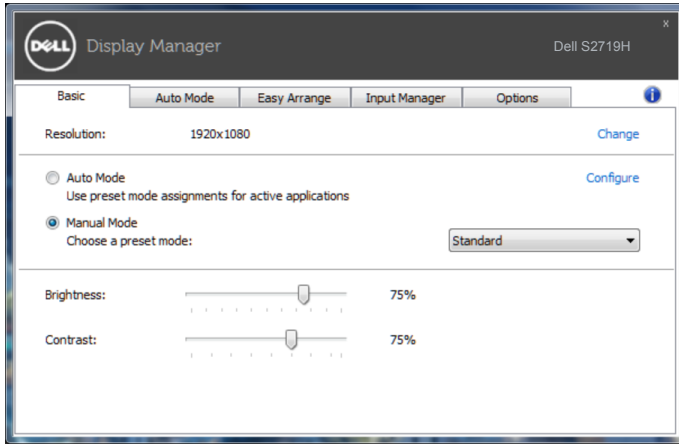 x
DELL Display Manager Dell S2719H
Basic Auto Mode Easy Arrange Input Manager Options i
Resolution: 1920x1080 Change
Auto Mode Configure
Use preset mode assignments for active applications
Manual Mode
Choose a preset mode: Standard
Brightness: 75%
Contrast: 75%